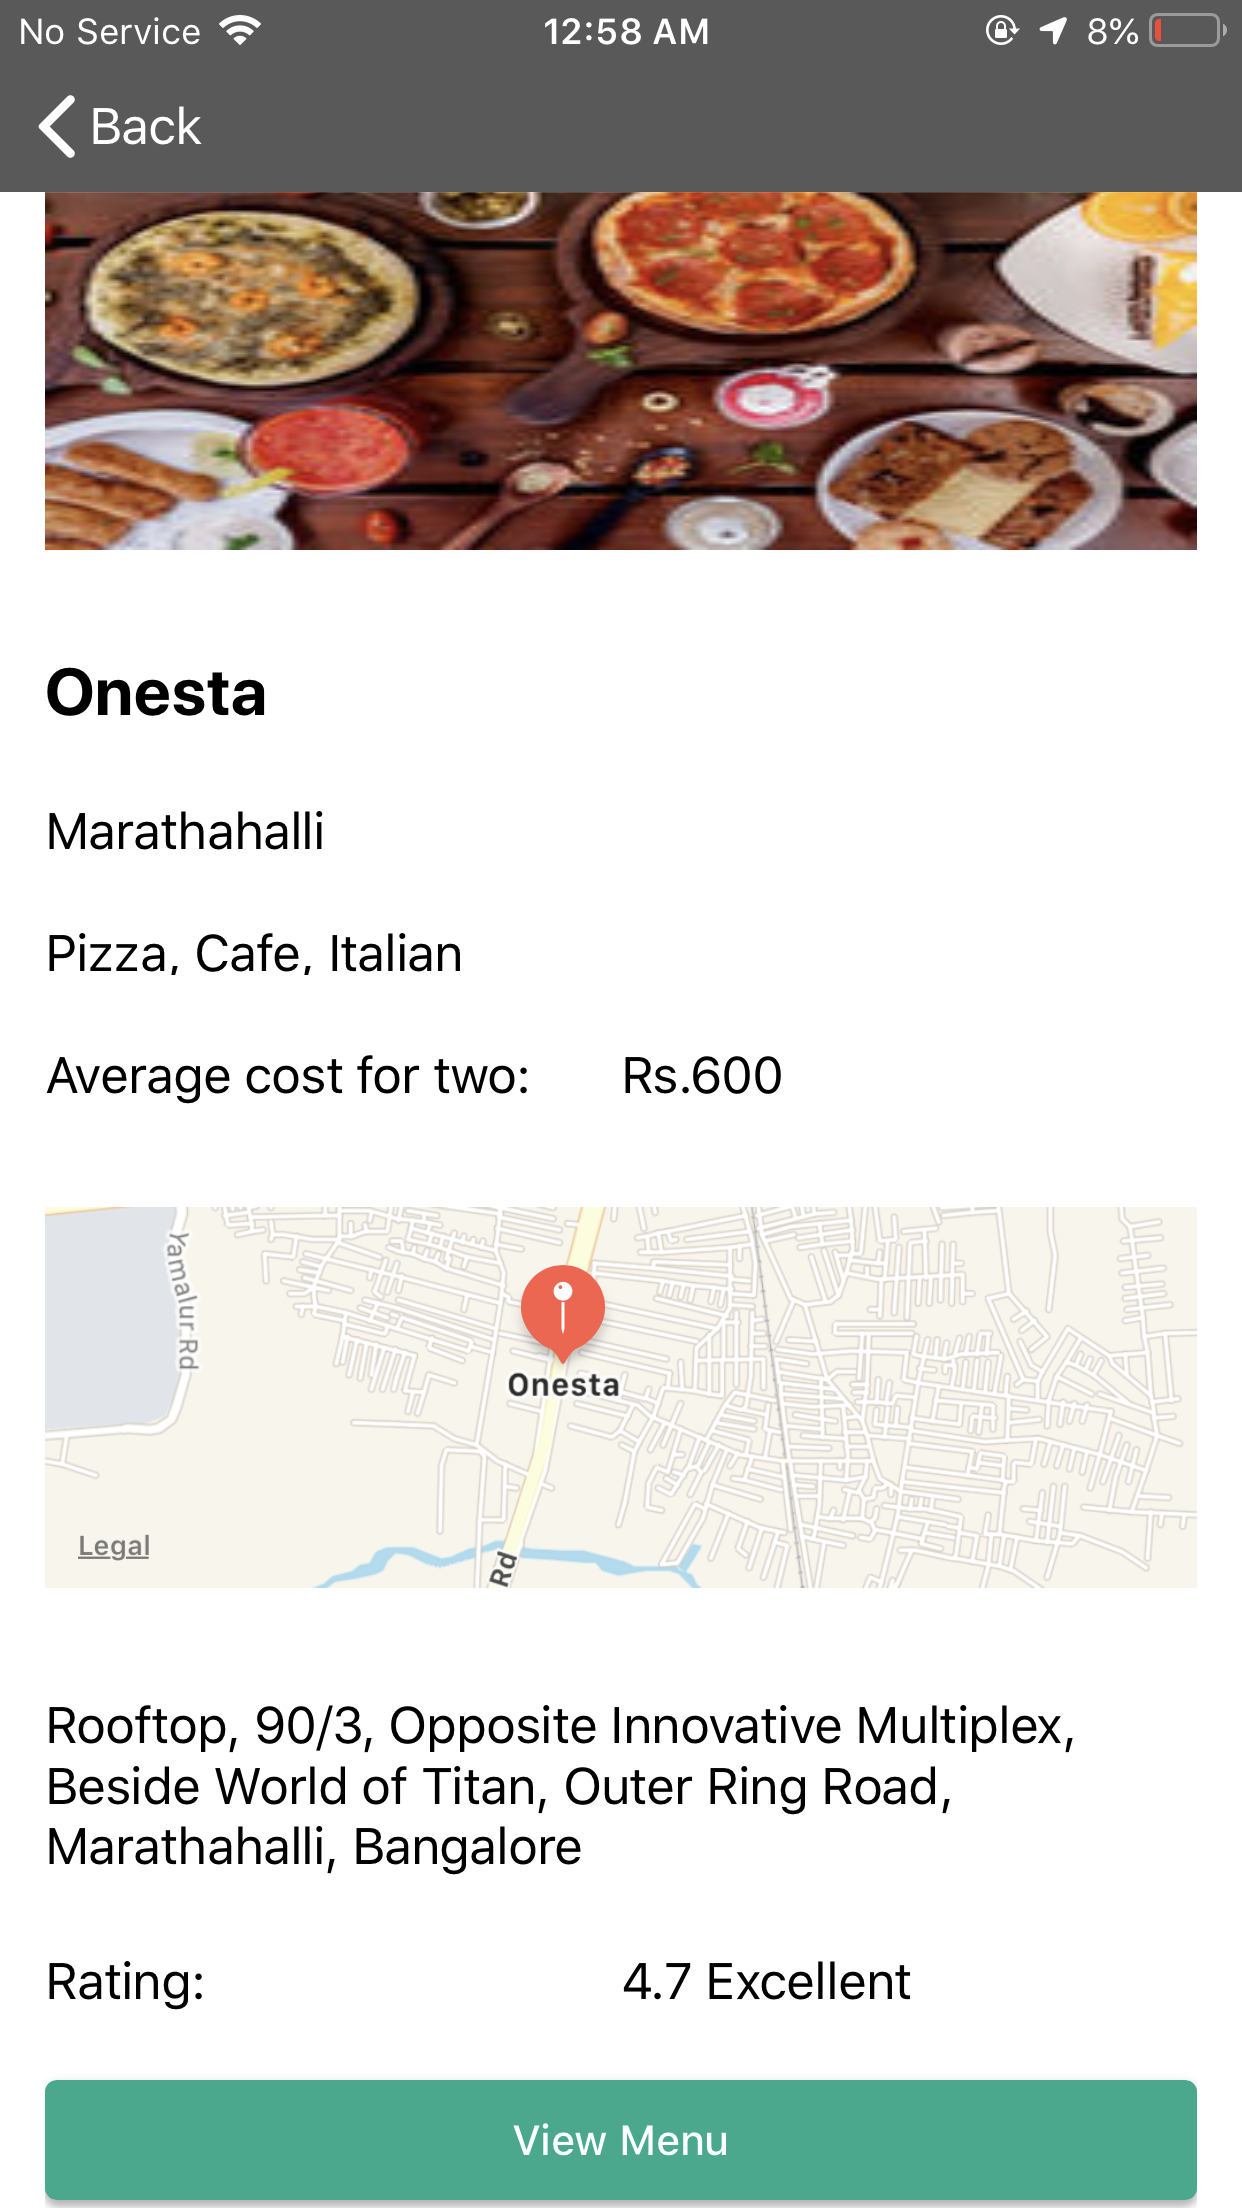 No Service 12:58 AM 8%
Back
Onesta
Marathahalli
Pizza, Cafe, Italian
Average cost for two: Rs.600
Yamalur Rd
Onesta
Legal
Rd
Rooftop, 90/3, Opposite Innovative Multiplex,
Beside World of Titan, Outer Ring Road,
Marathahalli, Bangalore
Rating: 4.7 Excellent
View Menu